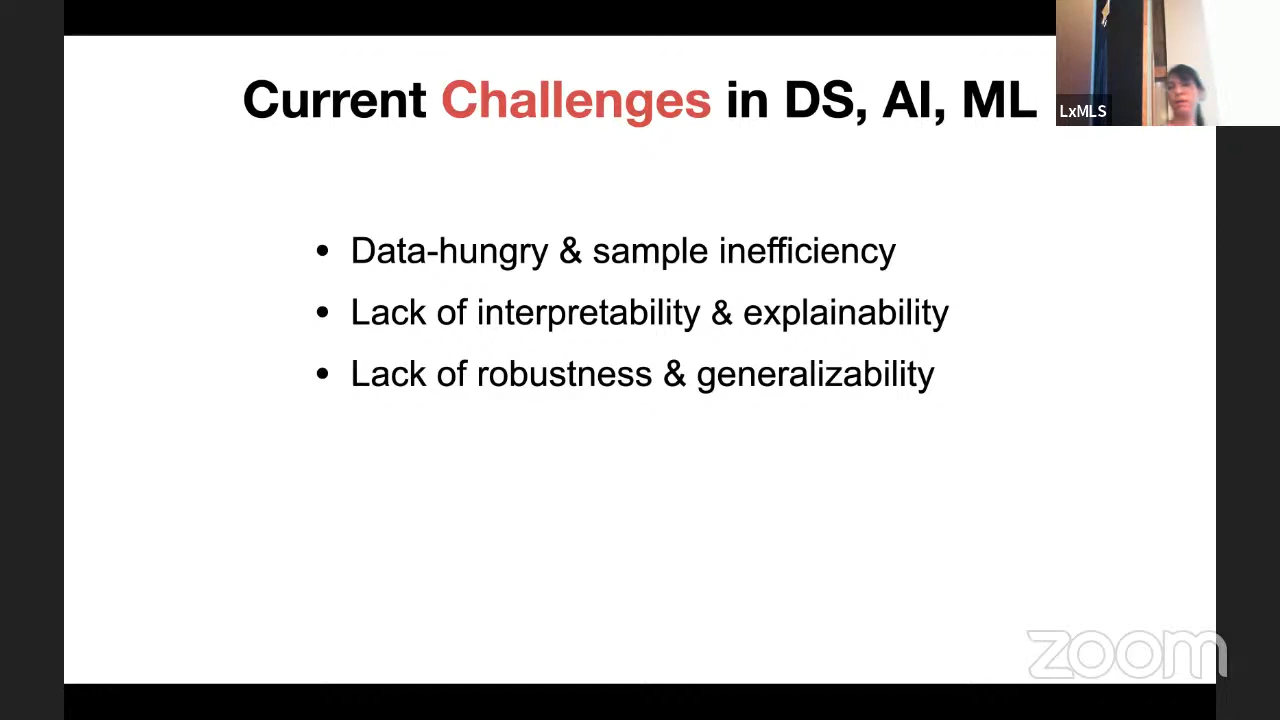 Current Challenges in DS, AI, ML
LxMLS
• Data-hungry & sample inefficiency
• Lack of interpretability & explainability
• Lack of robustness & generalizability
zoom